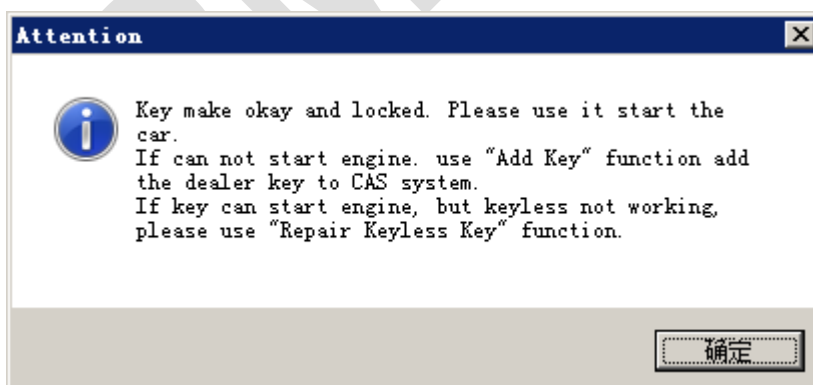 Attention
Key make okay and locked. Please use it start the
car.
If can not start engine. use "Add Key" function add
the dealer key to CAS system.
If key can start engine, but keyless not working,
please use "Repair Keyless Key" function.
确定